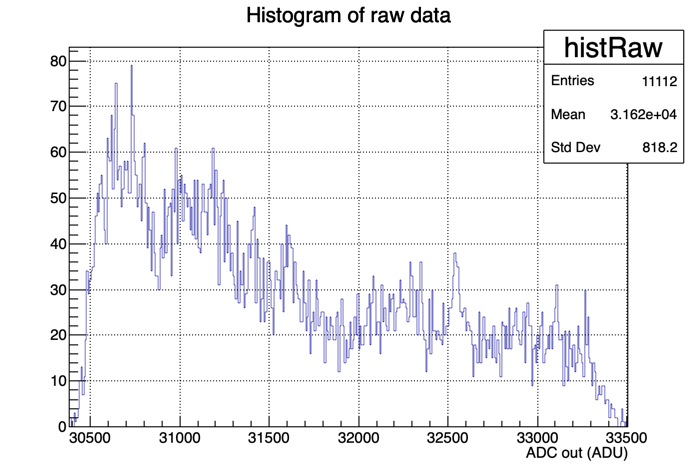 Histogram of raw data
histRaw
Entries 11112
Mean 3.162e+04
Std Dev 818.2
80
70
60
50
40
30
20
10
0
30500 31000 31500 32000 32500 33000 33500
ADC out (ADU)